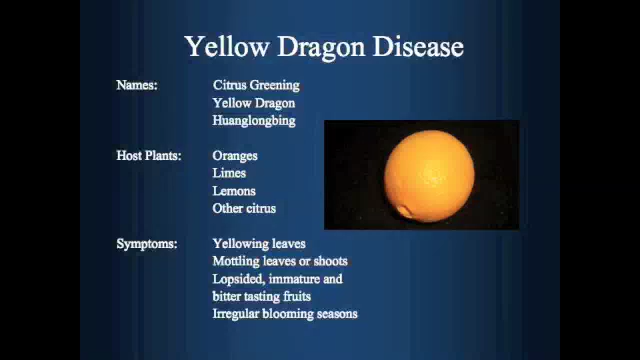 Yellow Dragon Disease
Names: Citrus Greening
Yellow Dragon
Huanglongbing
Host Plants: Oranges
Limes
Lemons
Other citrus
Symptoms: Yellowing leaves
Mottling leaves or shoots
Lopsided, immature and
bitter tasting fruits
Irregular blooming seasons